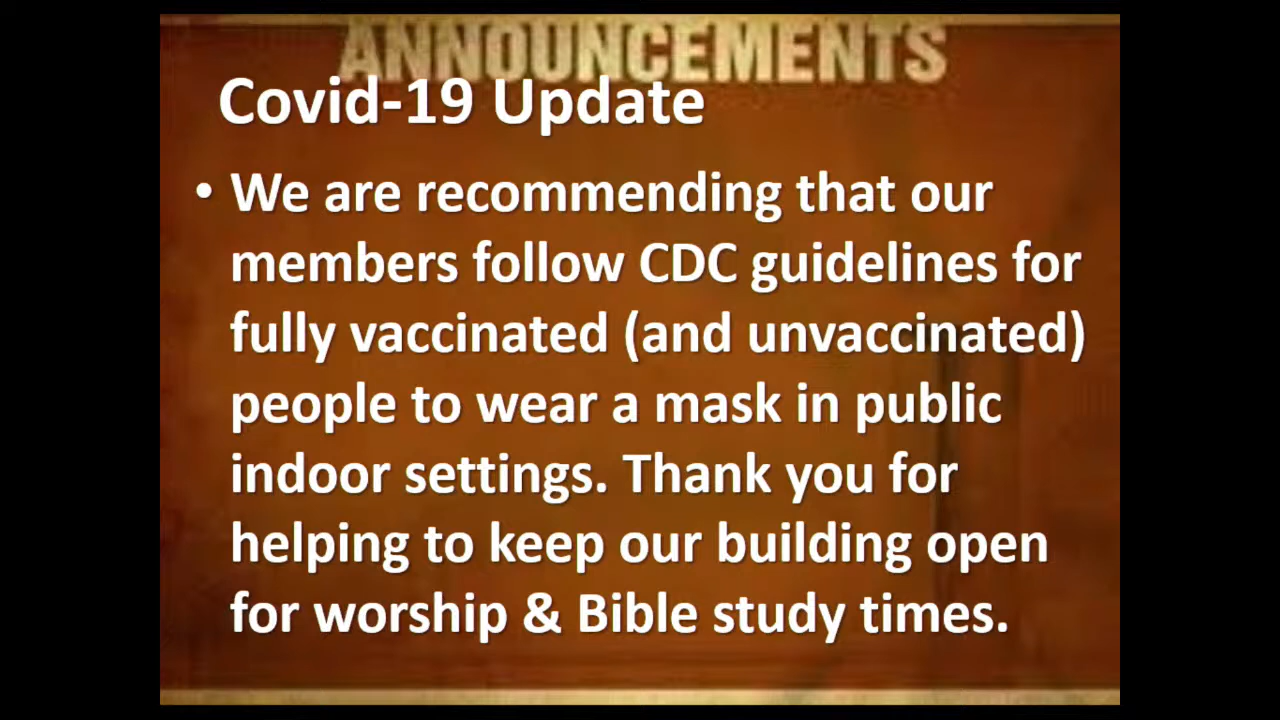 ANNOUNCEMENTS
Covid-19 Update
• We are recommending that our
members follow CDC guidelines for
fully vaccinated (and unvaccinated)
people to wear a mask in public
indoor settings. Thank you for
helping to keep our building open
for worship & Bible study times.